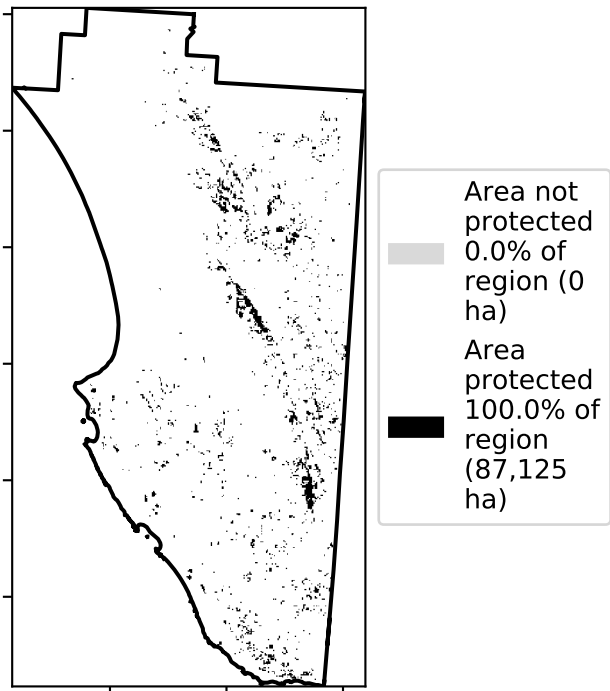 Area not
protected
0.0% of
region (0
ha)
Area
protected
100.0% of
region
(87,125
ha)